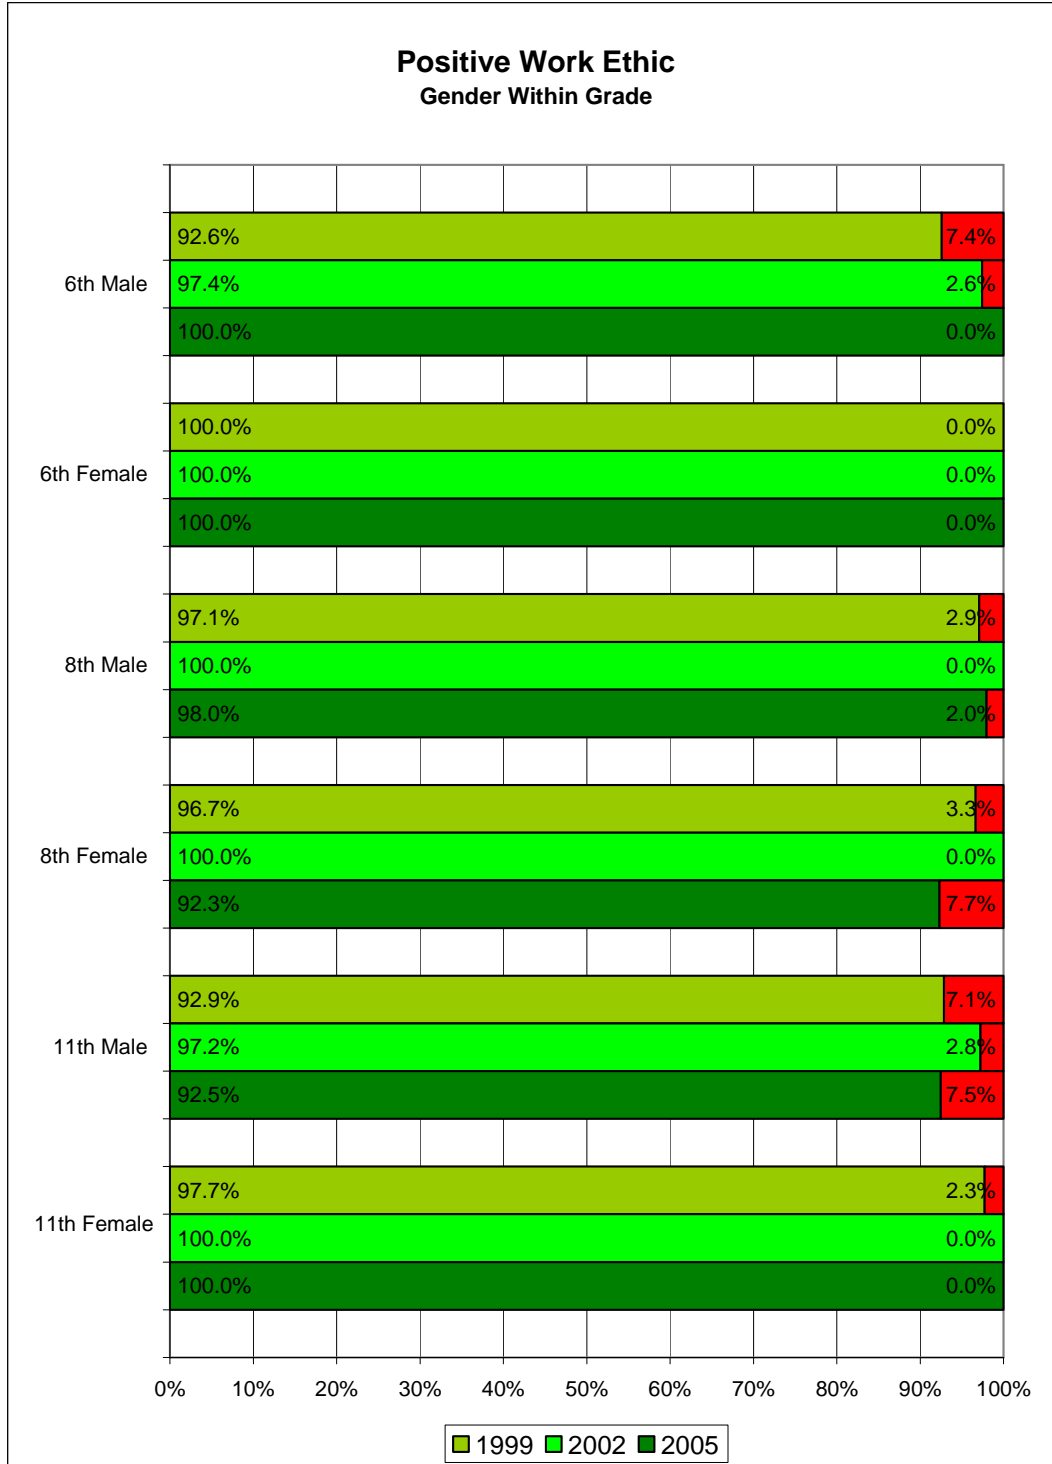 Positive Work Ethic
Gender Within Grade
92.6% 7.4%
6th Male 97.4% 2.6%
100.0% 0.0%
100.0% 0.0%
6th Female 100.0% 0.0%
100.0% 0.0%
97.1% 2.9%
8th Male 100.0% 0.0%
98.0% 2.0%
96.7% 3.3%
8th Female 100.0% 0.0%
92.3% 7.7%
92.9% 7.1%
11th Male 97.2% 2.8%
92.5% 7.5%
97.7% 2.3%
11th Female 100.0% 0.0%
100.0% 0.0%
0% 10% 20% 30% 40% 50% 60% 70% 80% 90% 100%
1999 2002 2005